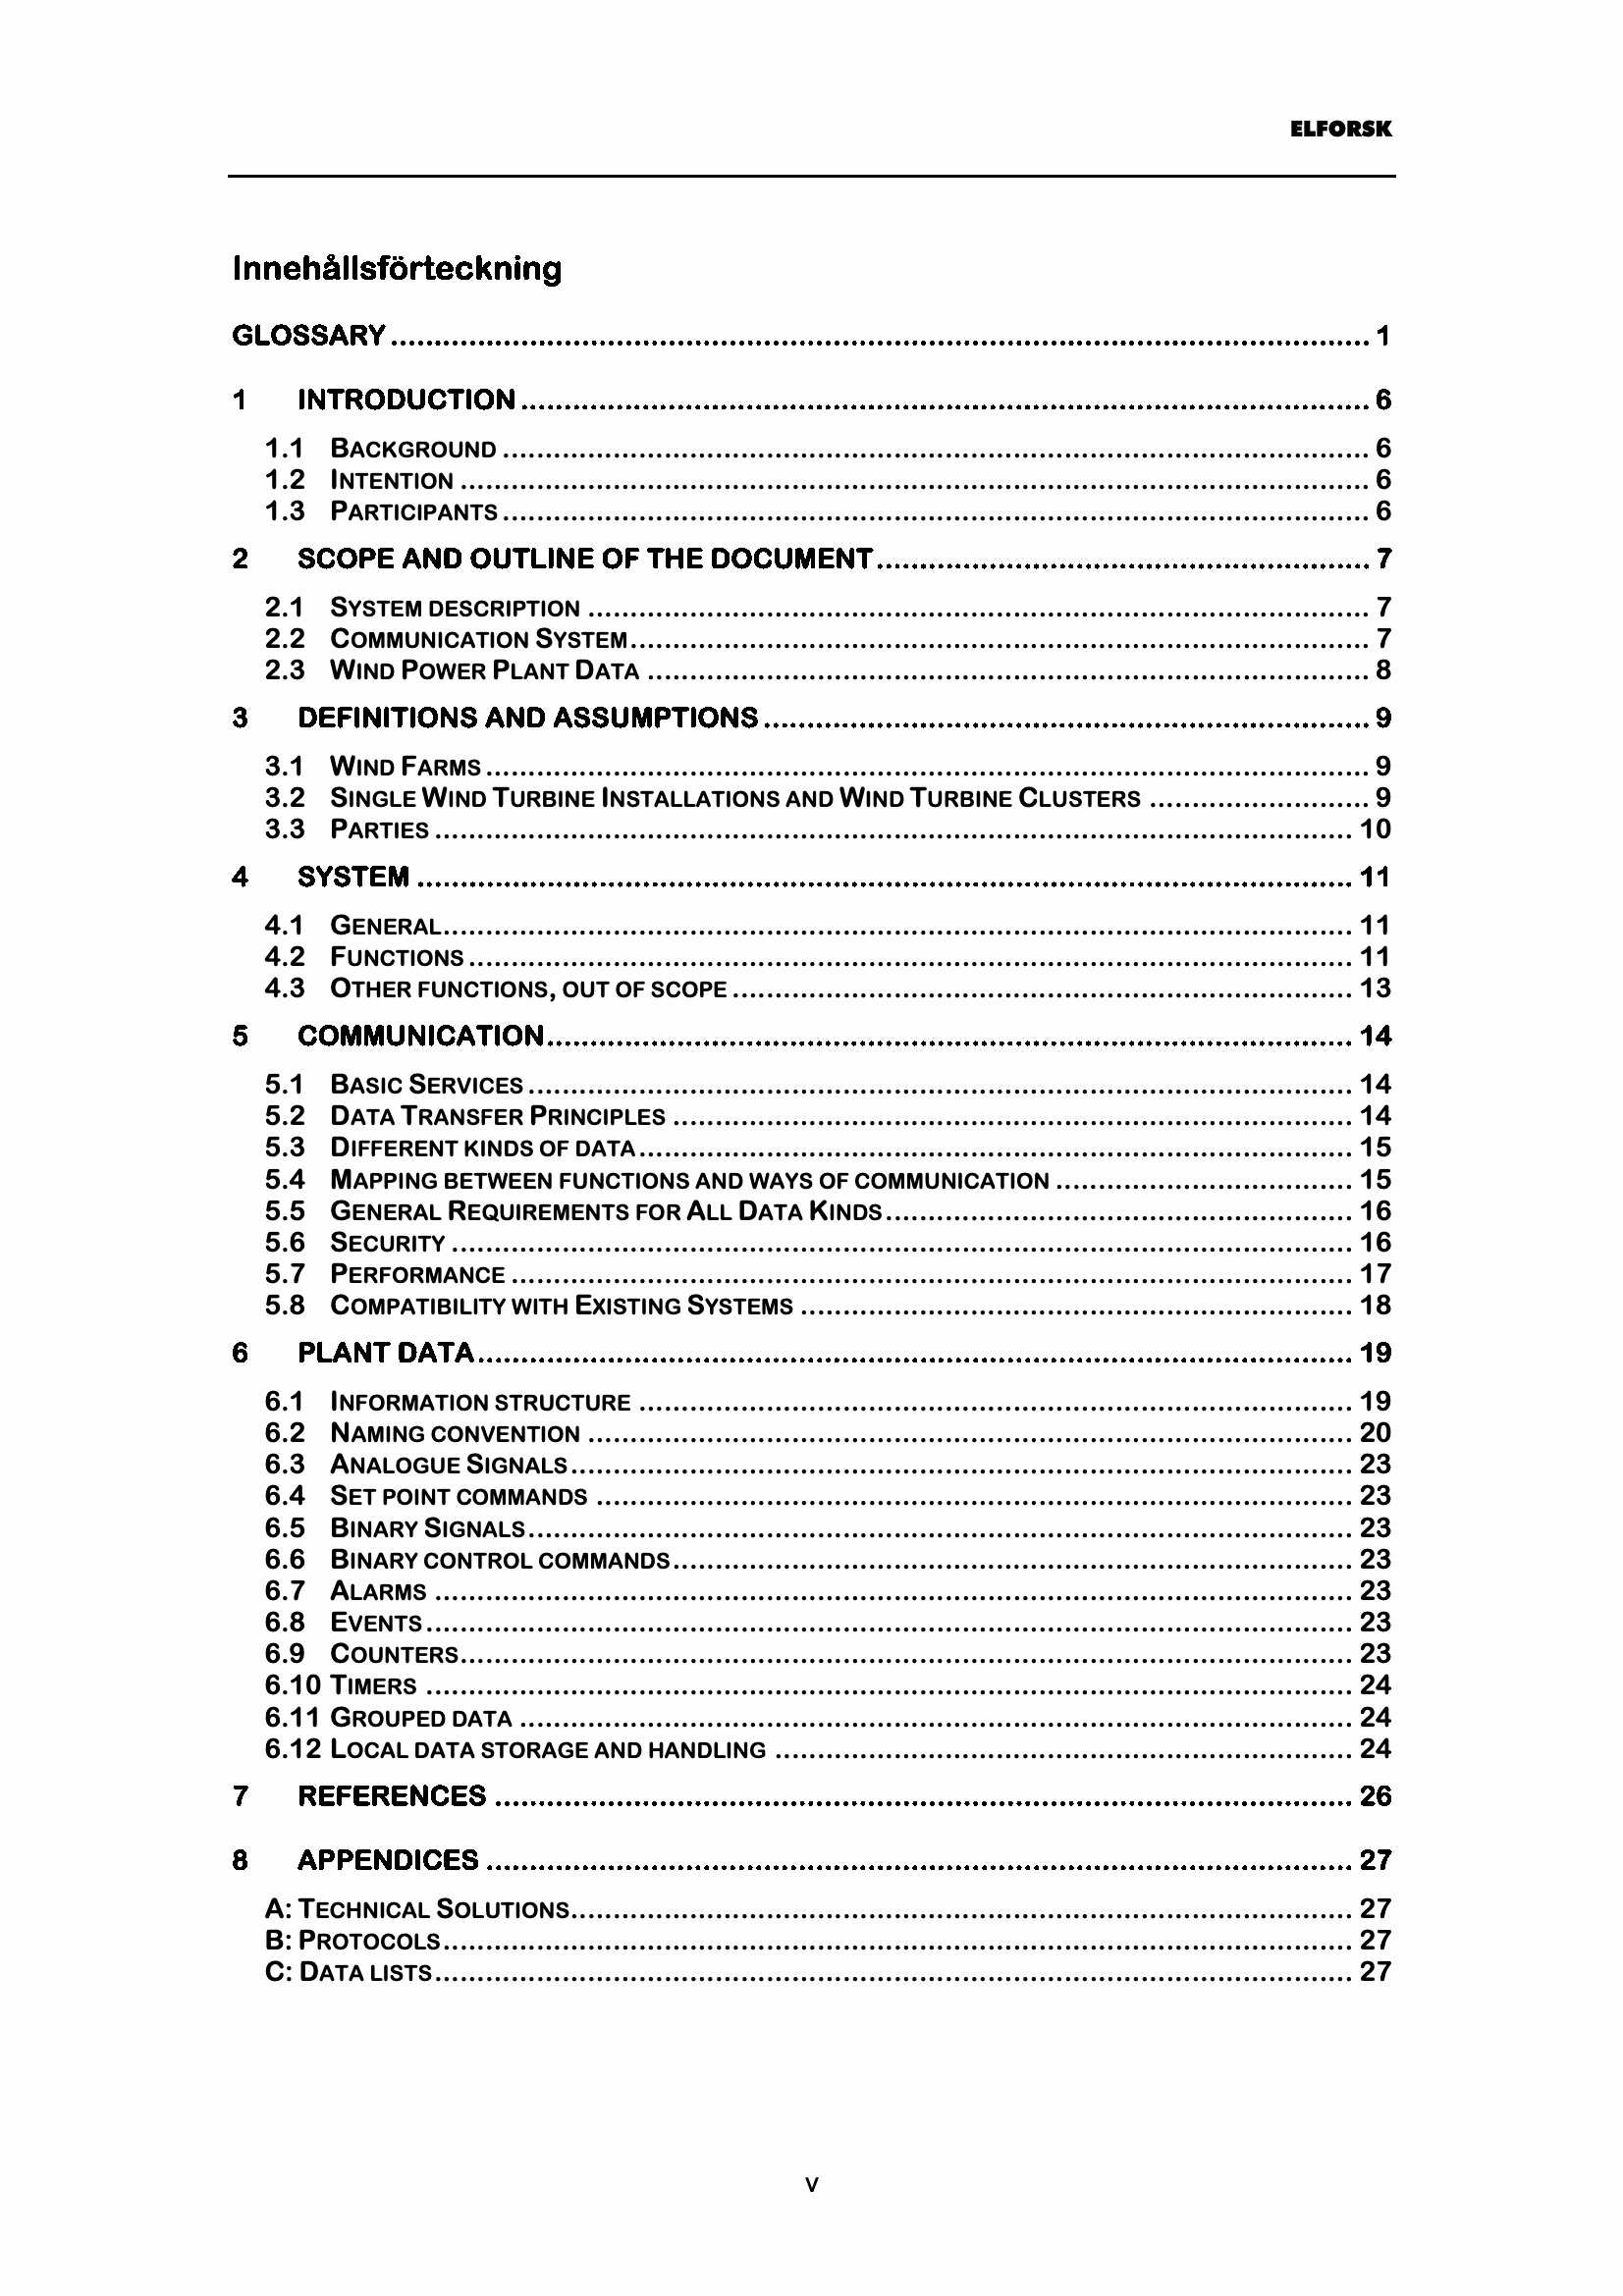 ELFORSK
Innehållsförteckning
GLOSSARY ........ 1
1 INTRODUCTION ........ 6
1.1 BACKGROUND ........ 6
1.2 INTENTION ........ 6
1.3 PARTICIPANTS ........ 6
2 SCOPE AND OUTLINE OF THE DOCUMENT ........ 7
2.1 SYSTEM DESCRIPTION ........ 7
2.2 COMMUNICATION SYSTEM ........ 7
2.3 WIND POWER PLANT DATA ........ 8
3 DEFINITIONS AND ASSUMPTIONS ........ 9
3.1 WIND FARMS ........ 9
3.2 SINGLE WIND TURBINE INSTALLATIONS AND WIND TURBINE CLUSTERS ........ 9
3.3 PARTIES ........ 10
4 SYSTEM ........ 11
4.1 GENERAL ........ 11
4.2 FUNCTIONS ........ 11
4.3 OTHER FUNCTIONS, OUT OF SCOPE ........ 13
5 COMMUNICATION ........ 14
5.1 BASIC SERVICES ........ 14
5.2 DATA TRANSFER PRINCIPLES ........ 14
5.3 DIFFERENT KINDS OF DATA ........ 15
5.4 MAPPING BETWEEN FUNCTIONS AND WAYS OF COMMUNICATION ........ 15
5.5 GENERAL REQUIREMENTS FOR ALL DATA KINDS ........ 16
5.6 SECURITY ........ 16
5.7 PERFORMANCE ........ 17
5.8 COMPATIBILITY WITH EXISTING SYSTEMS ........ 18
6 PLANT DATA ........ 19
6.1 INFORMATION STRUCTURE ........ 19
6.2 NAMING CONVENTION ........ 20
6.3 ANALOGUE SIGNALS ........ 23
6.4 SET POINT COMMANDS ........ 23
6.5 BINARY SIGNALS ........ 23
6.6 BINARY CONTROL COMMANDS ........ 23
6.7 ALARMS ........ 23
6.8 EVENTS ........ 23
6.9 COUNTERS ........ 23
6.10 TIMERS ........ 24
6.11 GROUPED DATA ........ 24
6.12 LOCAL DATA STORAGE AND HANDLING ........ 24
7 REFERENCES ........ 26
8 APPENDICES ........ 27
A: TECHNICAL SOLUTIONS ........ 27
B: PROTOCOLS ........ 27
C: DATA LISTS ........ 27
v